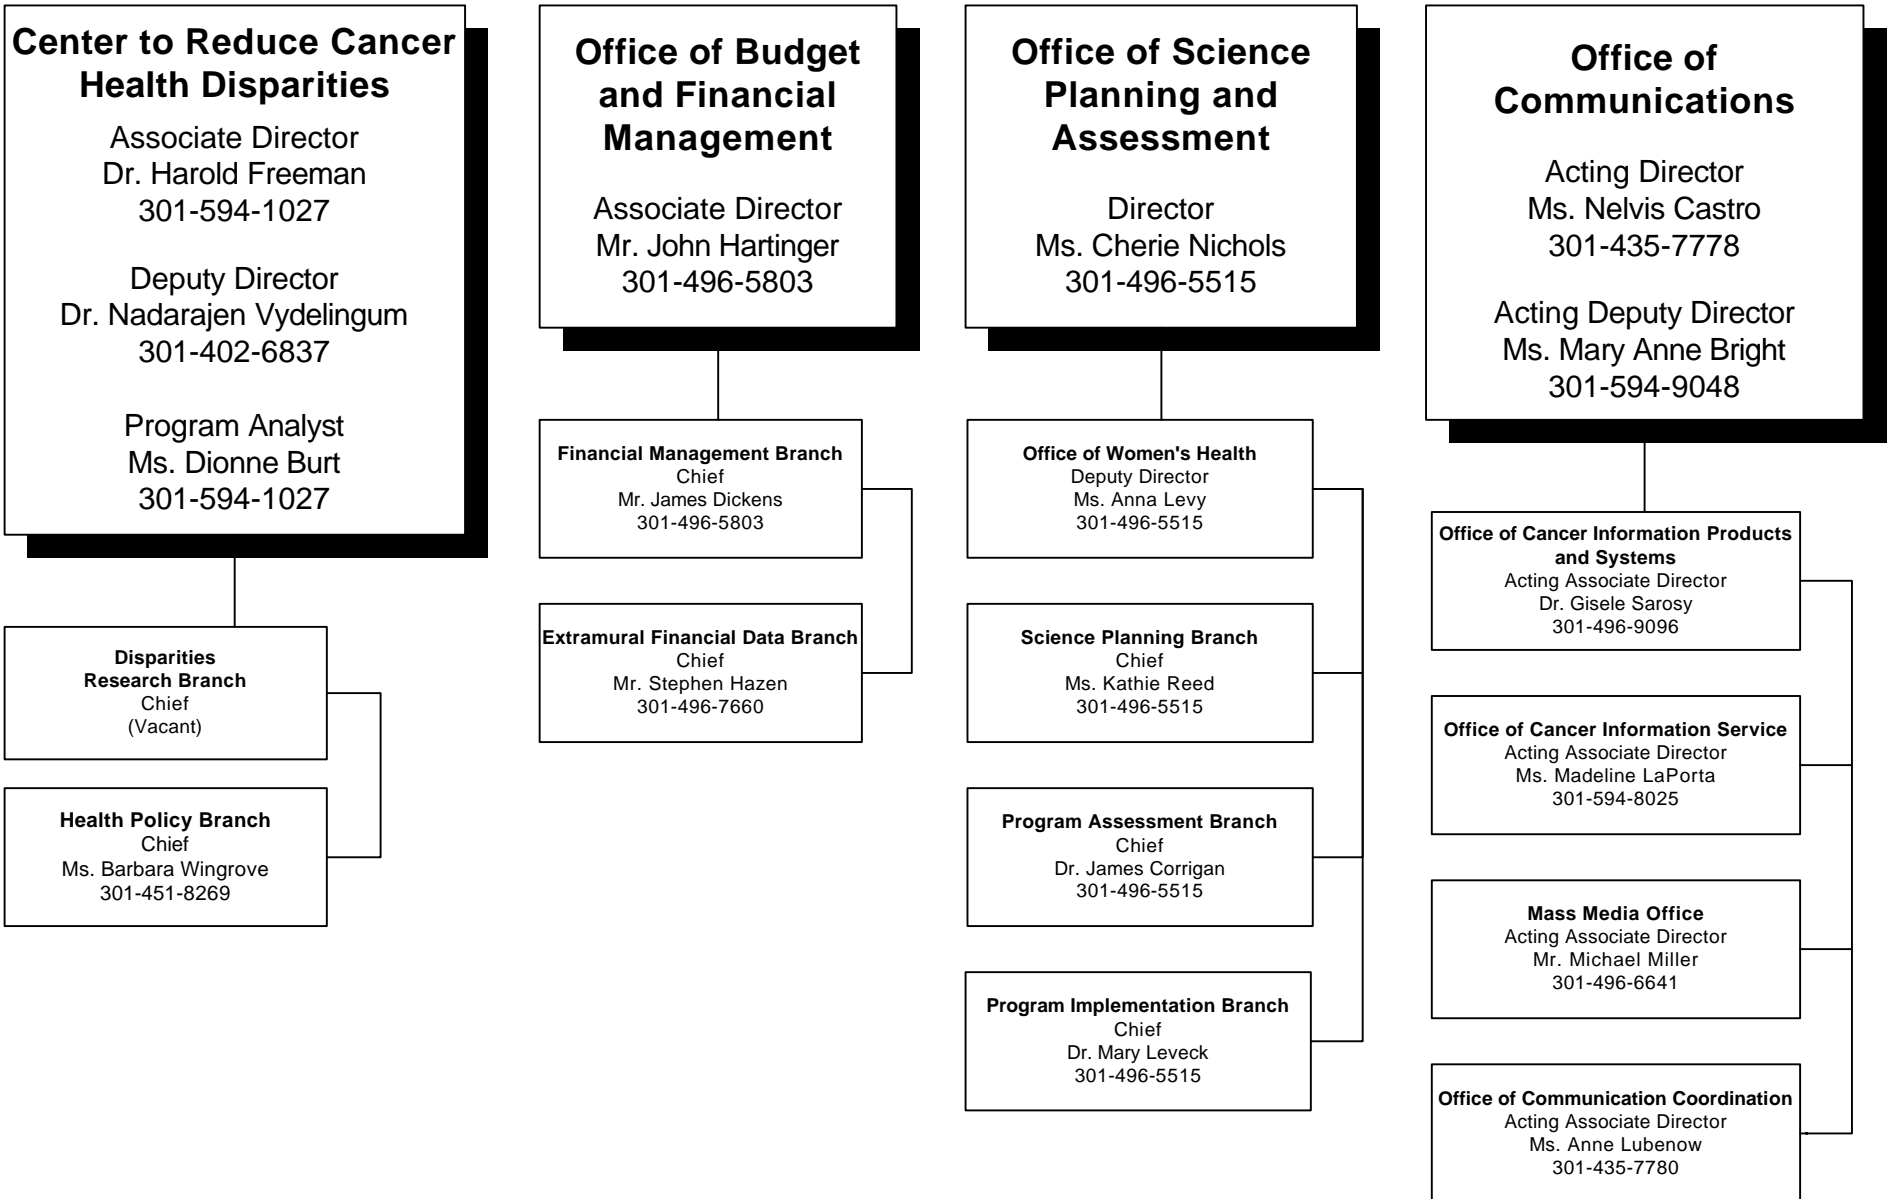 Center to Reduce Cancer
Health Disparities
Associate Director
Dr. Harold Freeman
301-594-1027
Deputy Director
Dr. Nadarajen Vydelingum
301-402-6837
Program Analyst
Ms. Dionne Burt
301-594-1027
Disparities
Research Branch
Chief
(Vacant)
Health Policy Branch
Chief
Ms. Barbara Wingrove
301-451-8269
Office of Budget
and Financial
Management
Associate Director
Mr. John Hartinger
301-496-5803
Financial Management Branch
Chief
Mr. James Dickens
301-496-5803
Extramural Financial Data Branch
Chief
Mr. Stephen Hazen
301-496-7660
Office of Science
Planning and
Assessment
Director
Ms. Cherie Nichols
301-496-5515
Office of Women's Health
Deputy Director
Ms. Anna Levy
301-496-5515
Science Planning Branch
Chief
Ms. Kathie Reed
301-496-5515
Program Assessment Branch
Chief
Dr. James Corrigan
301-496-5515
Program Implementation Branch
Chief
Dr. Mary Leveck
301-496-5515
Office of
Communications
Acting Director
Ms. Nelvis Castro
301-435-7778
Acting Deputy Director
Ms. Mary Anne Bright
301-594-9048
Office of Cancer Information Products
and Systems
Acting Associate Director
Dr. Gisele Sarosy
301-496-9096
Office of Cancer Information Service
Acting Associate Director
Ms. Madeline LaPorta
301-594-8025
Mass Media Office
Acting Associate Director
Mr. Michael Miller
301-496-6641
Office of Communication Coordination
Acting Associate Director
Ms. Anne Lubenow
301-435-7780